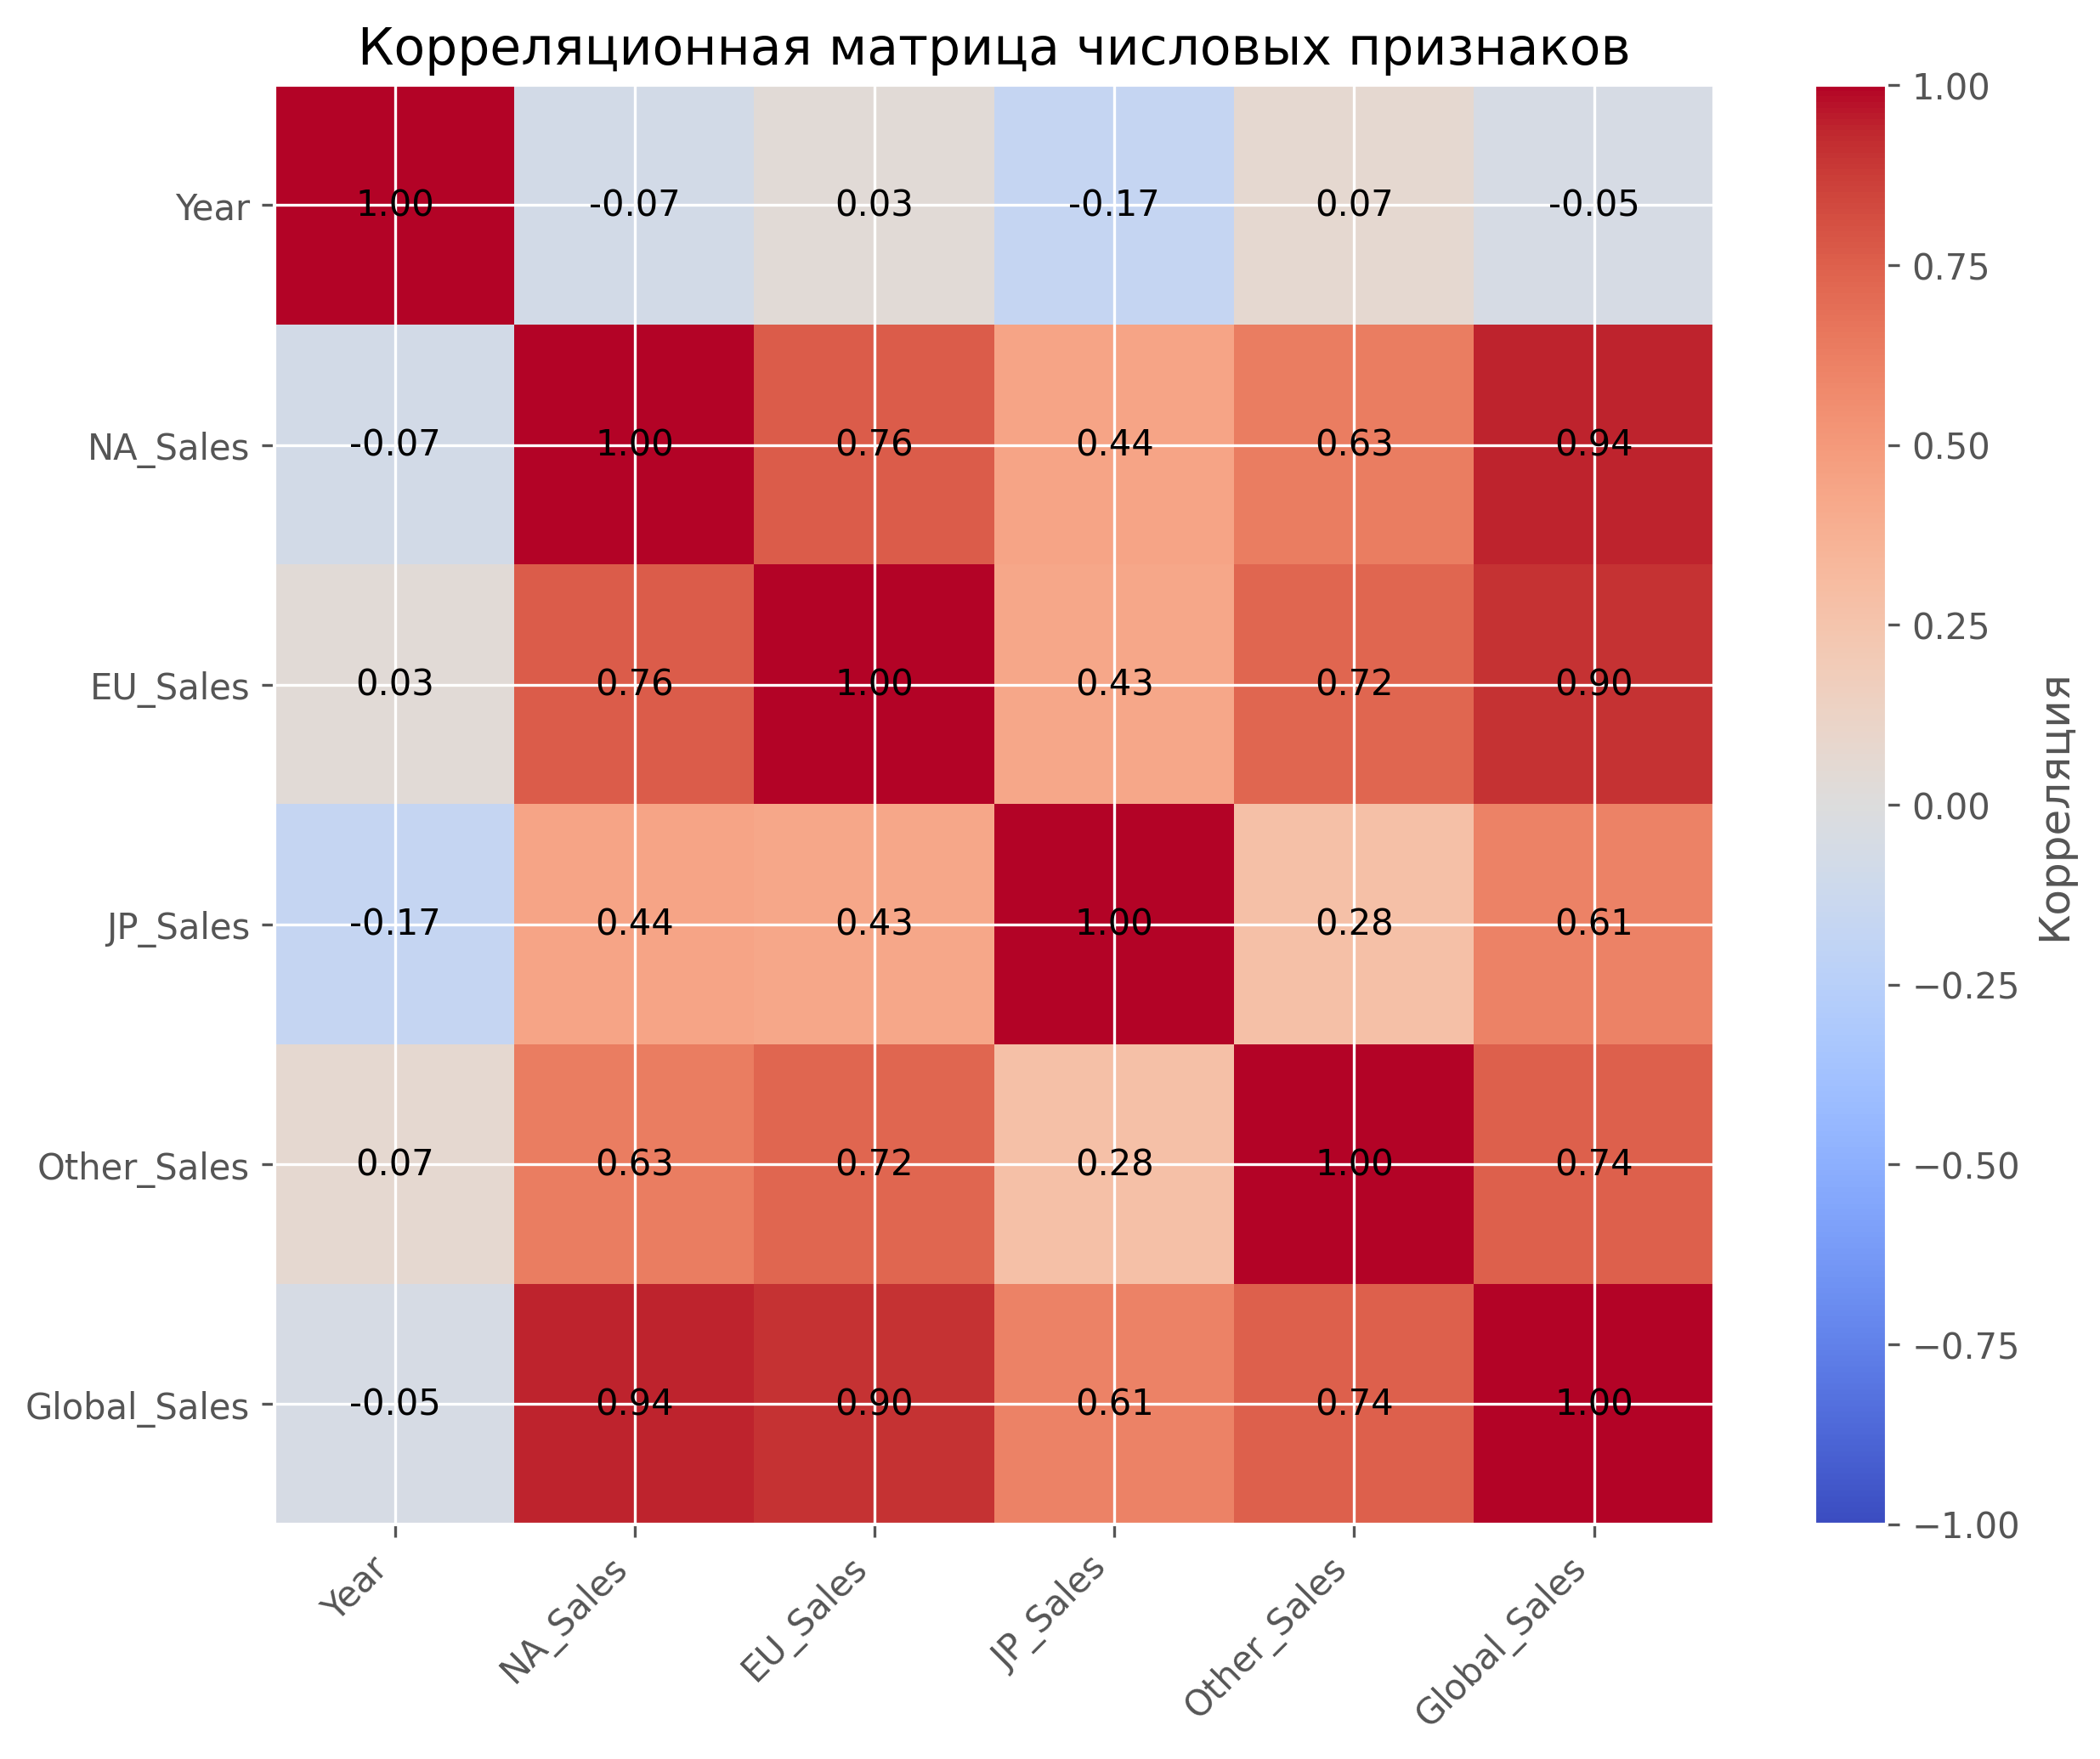 Корреляционная матрица числовых признаков
Year 1.00 -0.07 0.03 -0.17 0.07 -0.05
NA_Sales -0.07 1.00 0.76 0.44 0.63 0.94
EU_Sales 0.03 0.76 1.00 0.43 0.72 0.90
JP_Sales -0.17 0.44 0.43 1.00 0.28 0.61
Other_Sales 0.07 0.63 0.72 0.28 1.00 0.74
Global_Sales -0.05 0.94 0.90 0.61 0.74 1.00
Year NA_Sales EU_Sales JP_Sales Other_Sales Global_Sales
1.00
0.75
0.50
0.25
0.00
−0.25
−0.50
−0.75
−1.00
Корреляция